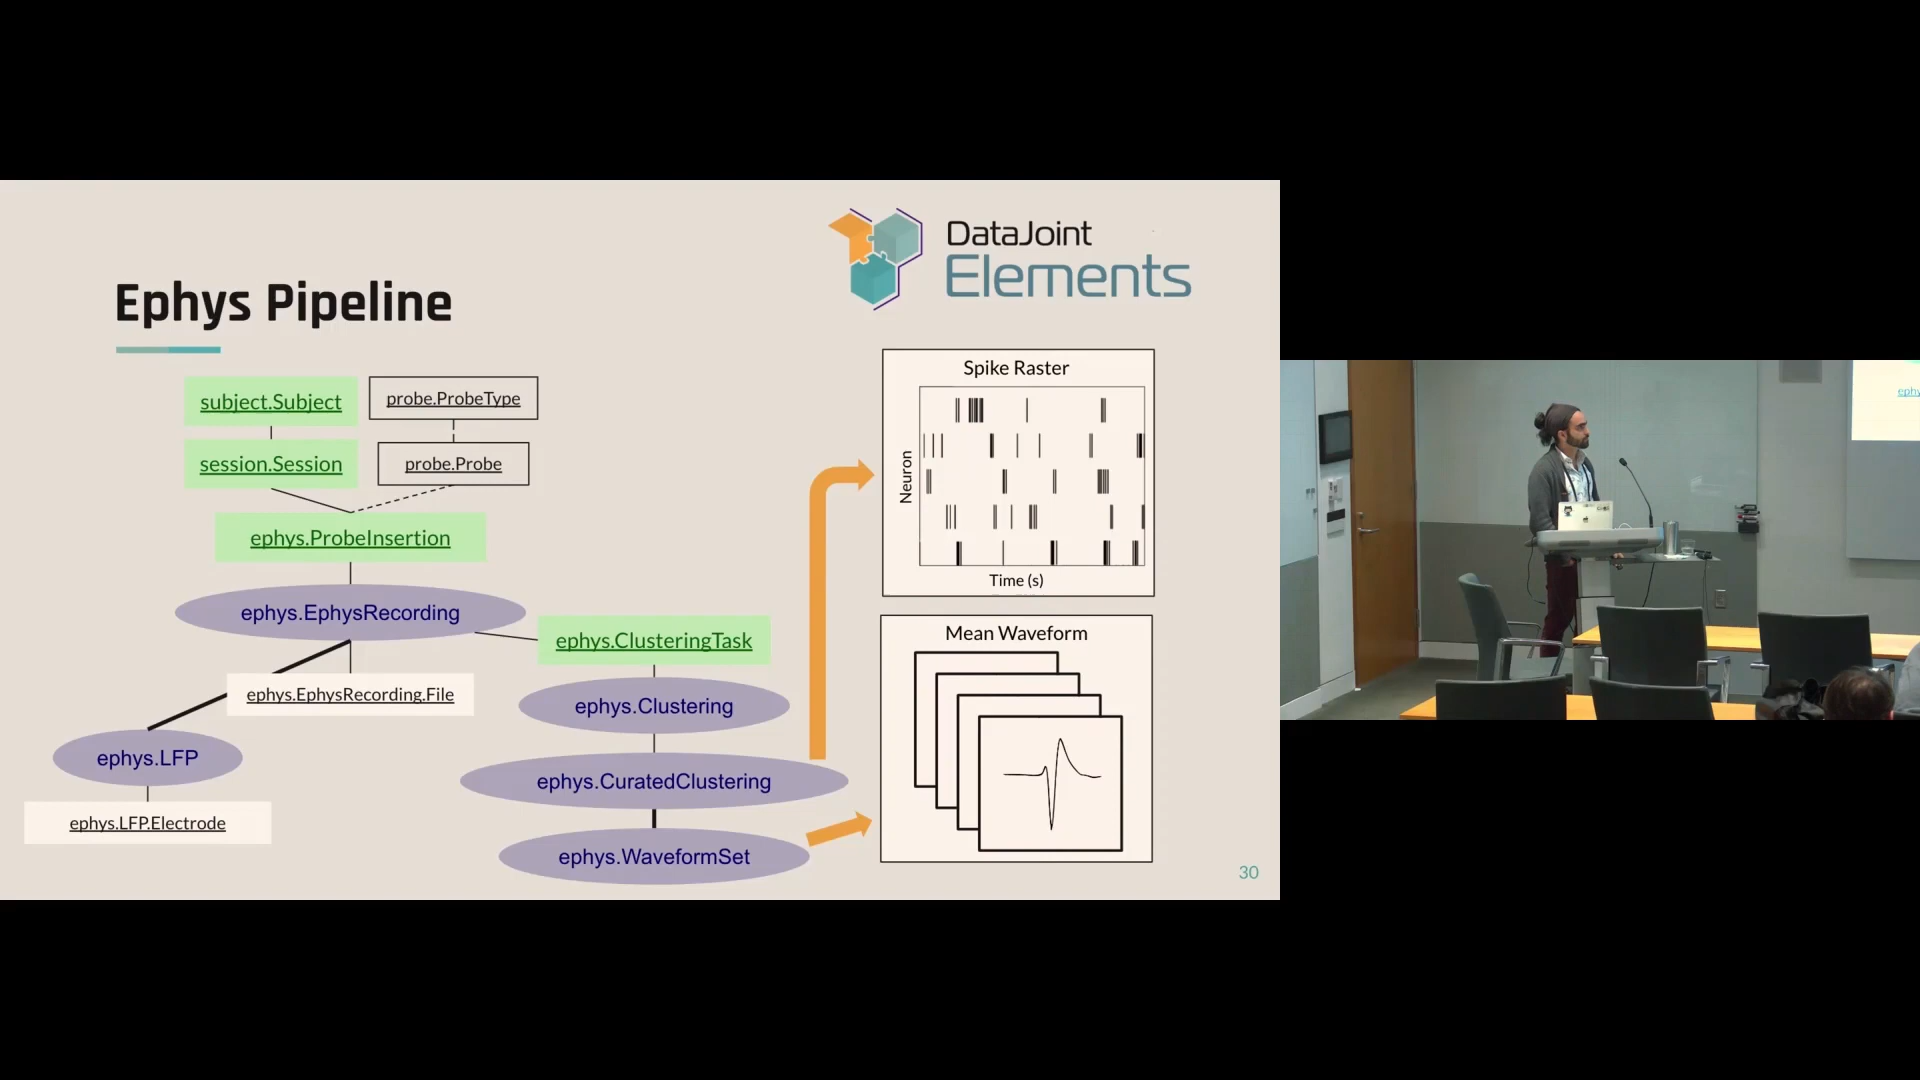 DataJoint
Elements
Ephys Pipeline
subject.Subject
probe.ProbeType
session.Session
probe.Probe
ephys.ProbeInsertion
ephys.EphysRecording
ephys.ClusteringTask
ephys.EphysRecording.File
ephys.Clustering
ephys.LFP
ephys.CuratedClustering
ephys.LFP.Electrode
ephys.WaveformSet
Spike Raster
Neuron
Time (s)
Mean Waveform
30
ephy